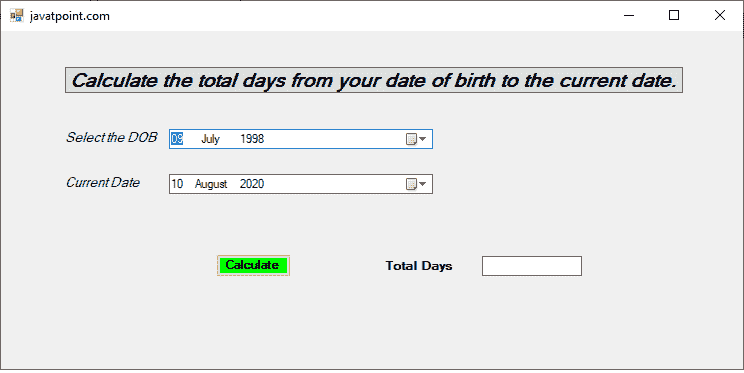 javatpoint.com
Calculate the total days from your date of birth to the current date.
Select the DOB 09 July 1998
Current Date 10 August 2020
Calculate Total Days